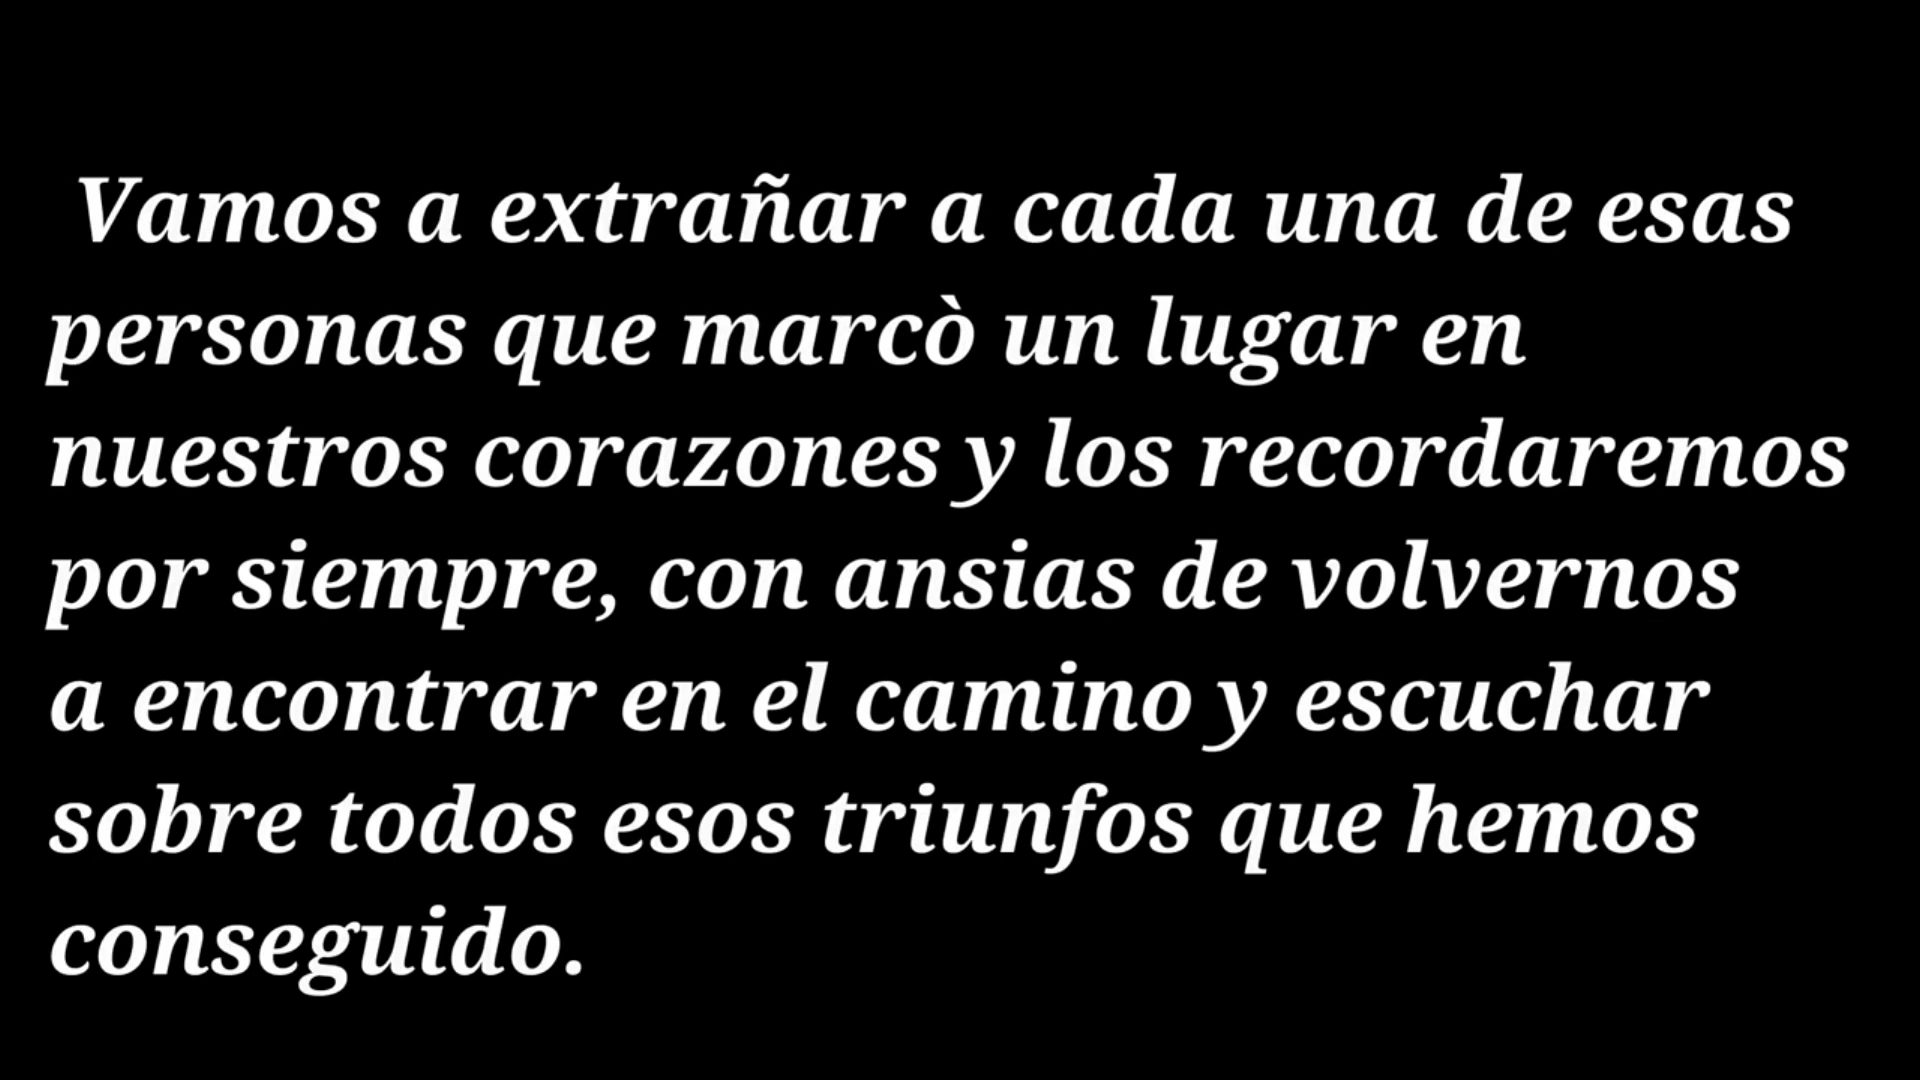 Vamos a extrañar a cada una de esas
personas que marcò un lugar en
nuestros corazones y los recordaremos
por siempre, con ansias de volvernos
a encontrar en el camino y escuchar
sobre todos esos triunfos que hemos
conseguido.